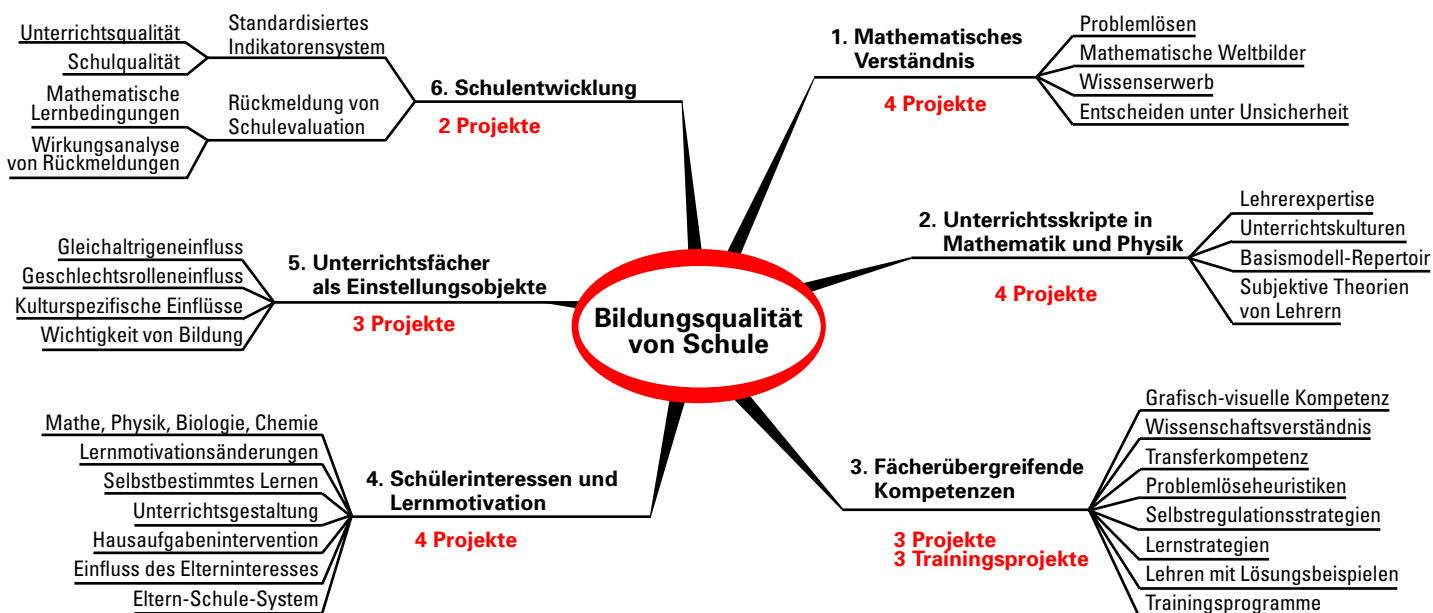 Bildungsqualität
von Schule
1. Mathematisches
Verständnis
4 Projekte
Problemlösen
Mathematische Weltbilder
Wissenserwerb
Entscheiden unter Unsicherheit
2. Unterrichtsskripte in
Mathematik und Physik
4 Projekte
Lehrerexpertise
Unterrichtskulturen
Basismodell-Repertoir
Subjektive Theorien
von Lehrern
3. Fächerübergreifende
Kompetenzen
3 Projekte
3 Trainingsprojekte
Grafisch-visuelle Kompetenz
Wissenschaftsverständnis
Transferkompetenz
Problemlöseheuristiken
Selbstregulationsstrategien
Lernstrategien
Lehren mit Lösungsbeispielen
Trainingsprogramme
4. Schülerinteressen und
Lernmotivation
4 Projekte
Mathe, Physik, Biologie, Chemie
Lernmotivationsänderungen
Selbstbestimmtes Lernen
Unterrichtsgestaltung
Hausaufgabenintervention
Einfluss des Elterninteresses
Eltern-Schule-System
5. Unterrichtsfächer
als Einstellungsobjekte
3 Projekte
Gleichaltrigeneinfluss
Geschlechtsrolleneinfluss
Kulturspezifische Einflüsse
Wichtigkeit von Bildung
6. Schulentwicklung
2 Projekte
Standardisiertes
Indikatorensystem
Unterrichtsqualität
Schulqualität
Rückmeldung von
Schulevaluation
Mathematische
Lernbedingungen
Wirkungsanalyse
von Rückmeldungen